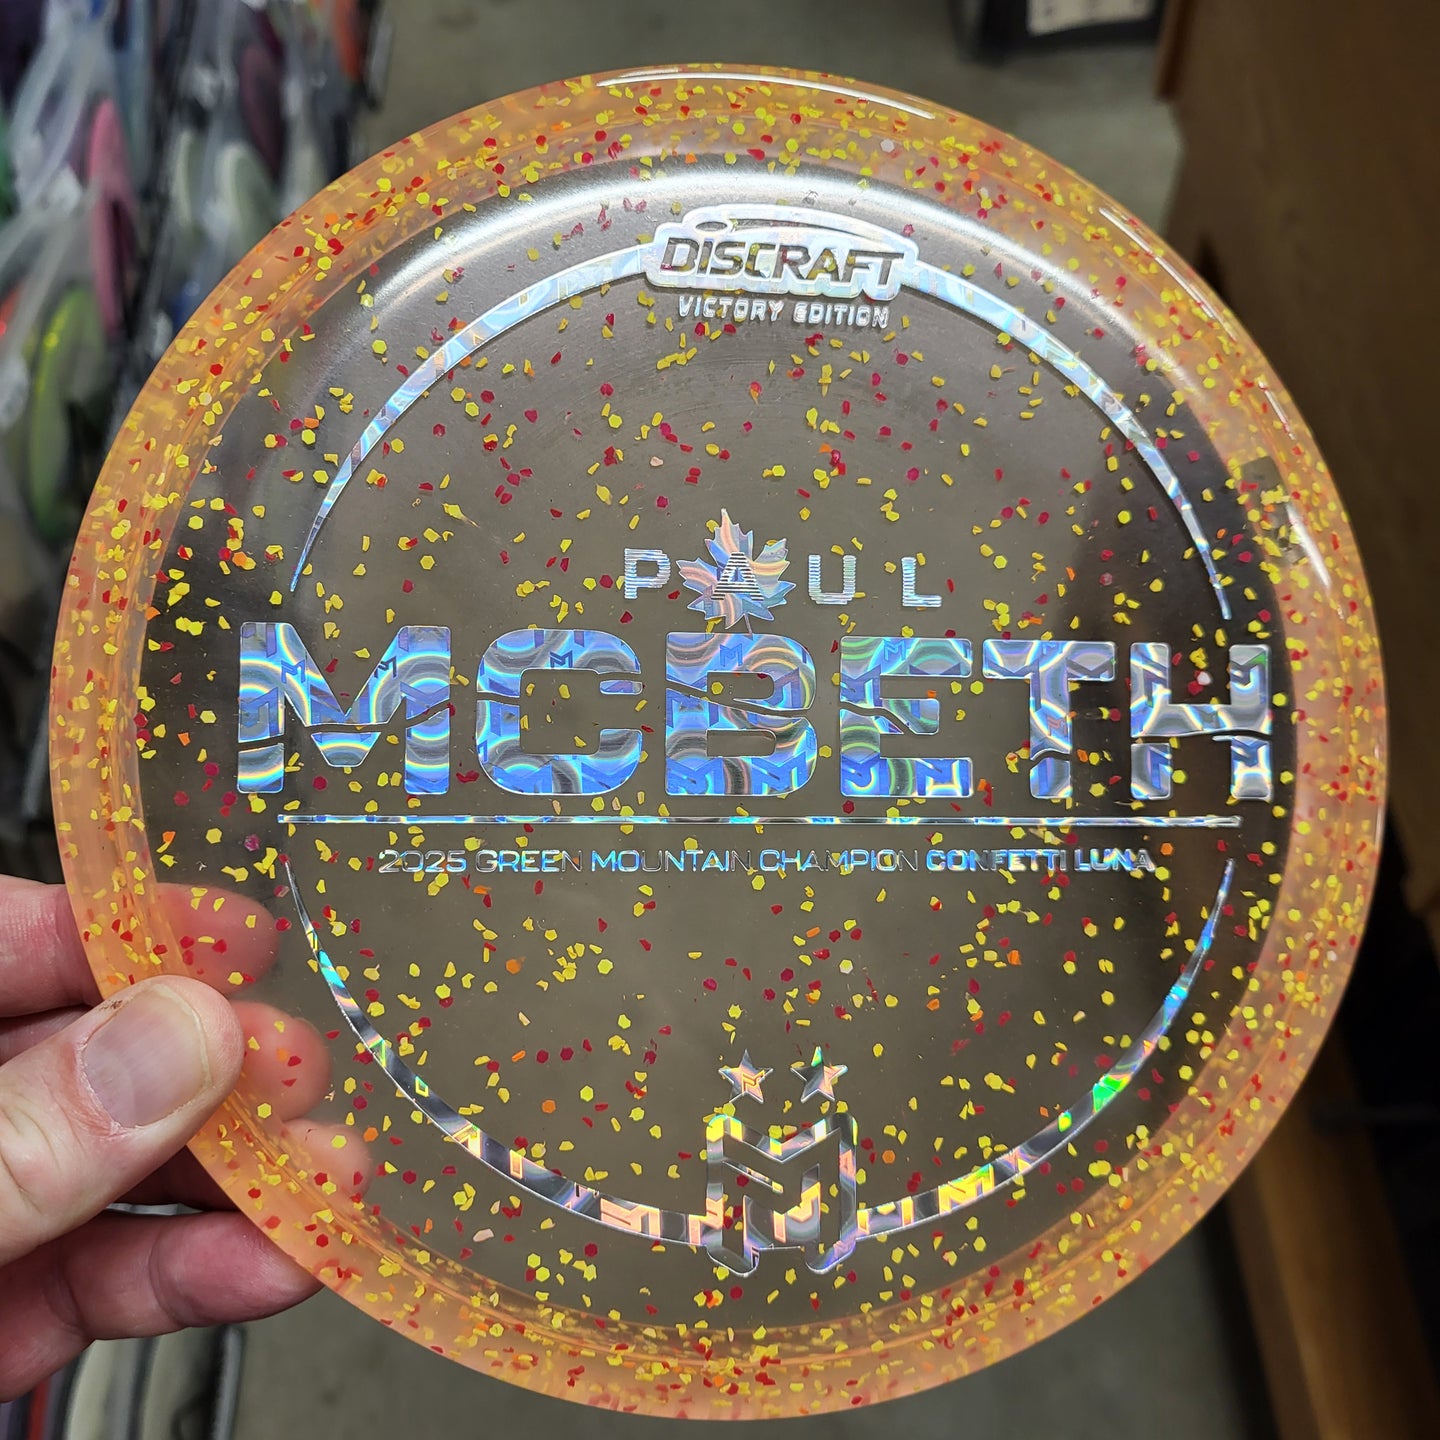 DISCRAFT
VICTORY EDITION
PAUL
MCBETH
2025 GREEN MOUNTAIN CHAMPION CONFETTI LUNA